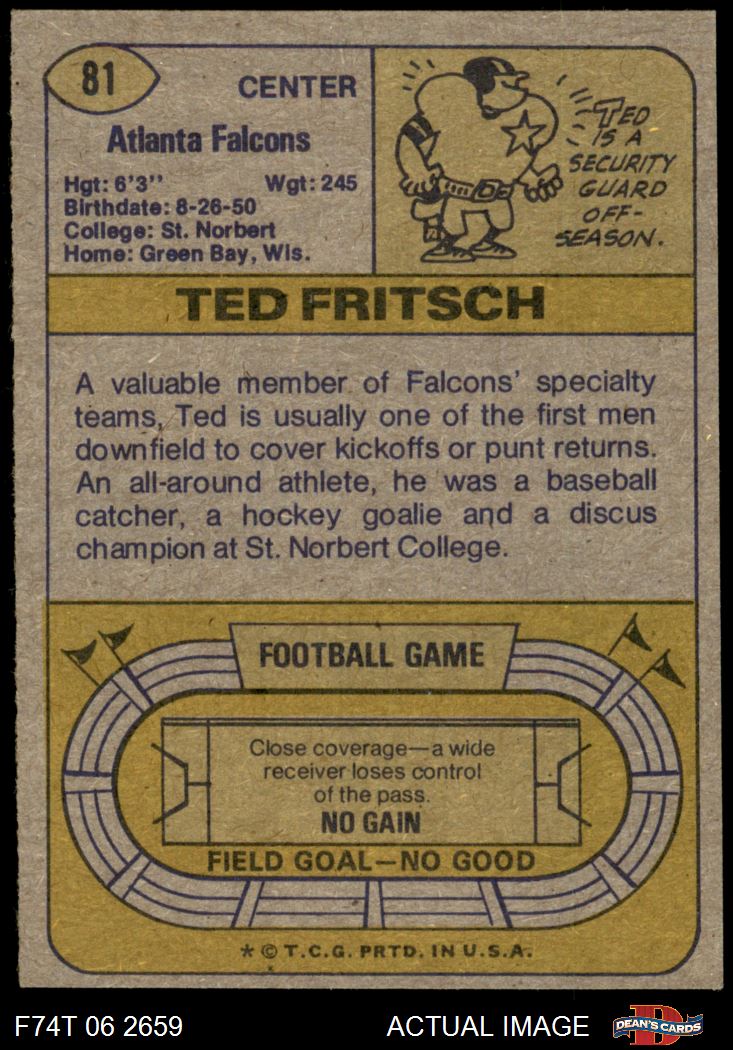 81
CENTER
Atlanta Falcons
Hgt: 6'3"
Wgt: 245
Birthdate: 8-26-50
College: St. Norbert
Home: Green Bay, Wis.
TED
IS A
SECURITY
GUARD
OFF-
SEASON.
TED FRITSCH
A valuable member of Falcons' specialty
teams, Ted is usually one of the first men
downfield to cover kickoffs or punt returns.
An all-around athlete, he was a baseball
catcher, a hockey goalie and a discus
champion at St. Norbert College.
FOOTBALL GAME
Close coverage—a wide
receiver loses control
of the pass.
NO GAIN
FIELD GOAL—NO GOOD
* © T.C.G. PRTD. IN U.S.A.
F74T 06 2659
ACTUAL IMAGE
D
DEAN'S CARDS